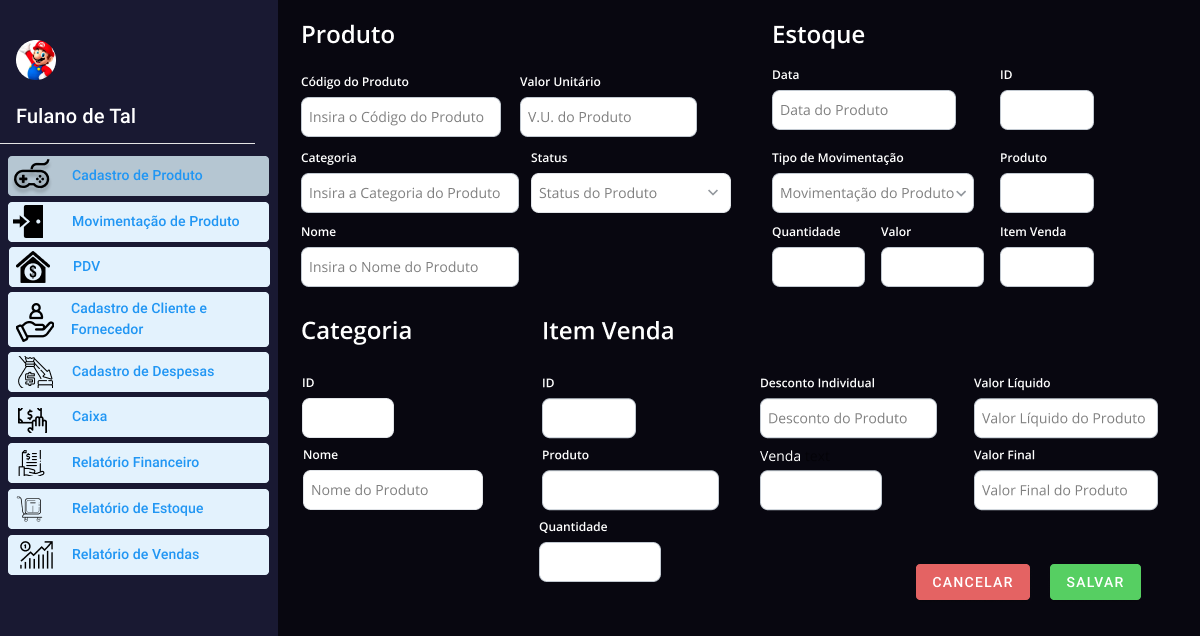 Fulano de Tal
Cadastro de Produto
Movimentação de Produto
PDV
Cadastro de Cliente e
Fornecedor
Cadastro de Despesas
Caixa
Relatório Financeiro
Relatório de Estoque
Relatório de Vendas
Produto
Código do Produto
Valor Unitário
Insira o Código do Produto
V.U. do Produto
Categoria
Status
Insira a Categoria do Produto
Status do Produto
Nome
Insira o Nome do Produto
Estoque
Data
ID
Data do Produto
Tipo de Movimentação
Produto
Movimentação do Produto
Quantidade
Valor
Item Venda
Categoria
ID
Nome
Nome do Produto
Item Venda
ID
Desconto Individual
Valor Líquido
Desconto do Produto
Valor Líquido do Produto
Produto
Venda
Valor Final
Valor Final do Produto
Quantidade
CANCELAR
SALVAR